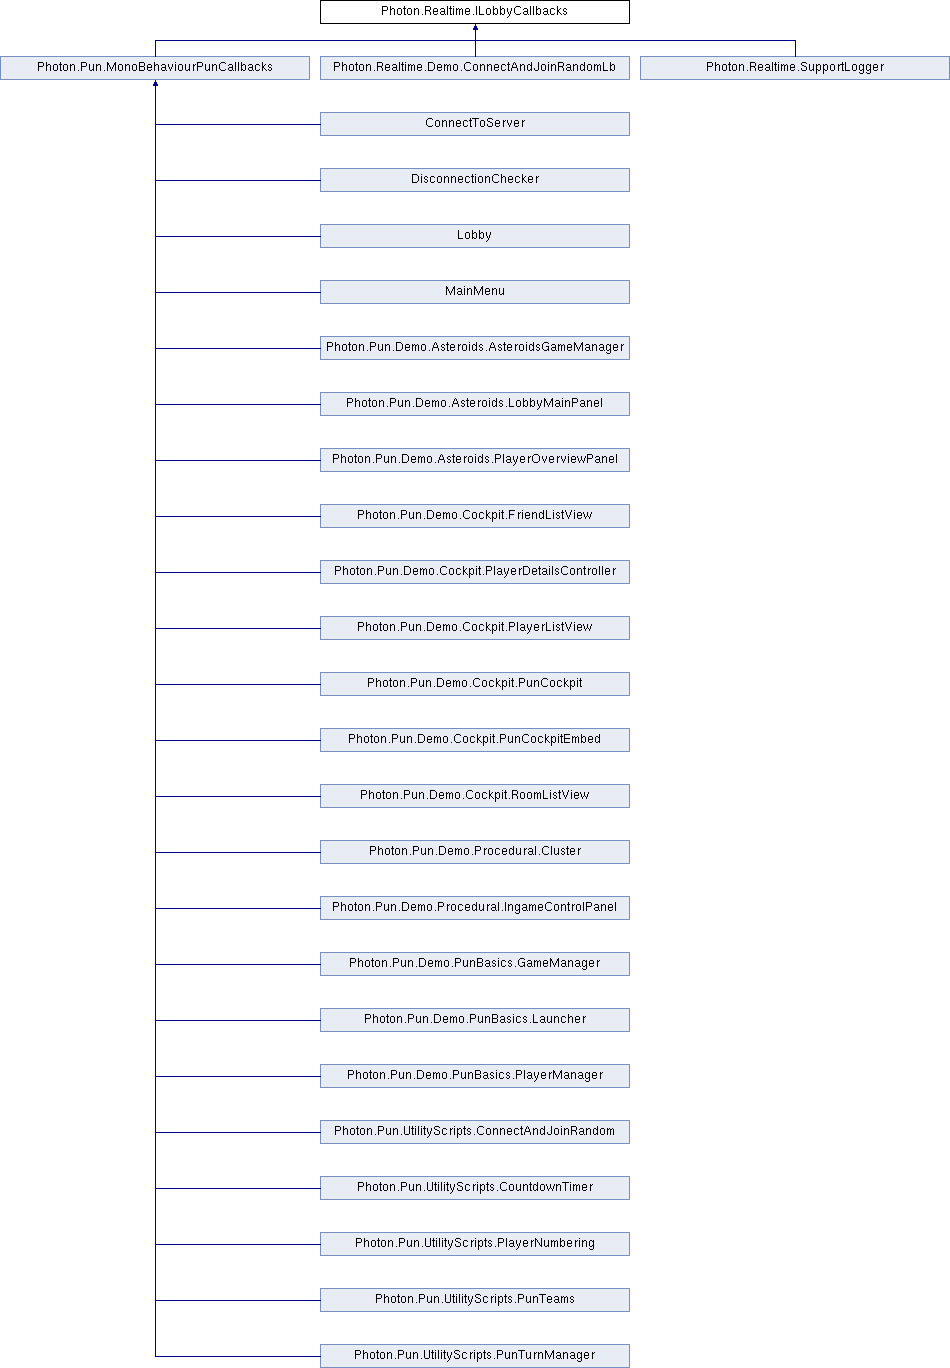 Photon.Realtime.ILobbyCallbacks
Photon.Pun.MonoBehaviourPunCallbacks
Photon.Realtime.Demo.ConnectAndJoinRandomLb
Photon.Realtime.SupportLogger
ConnectToServer
DisconnectionChecker
Lobby
MainMenu
Photon.Pun.Demo.Asteroids.AsteroidsGameManager
Photon.Pun.Demo.Asteroids.LobbyMainPanel
Photon.Pun.Demo.Asteroids.PlayerOverviewPanel
Photon.Pun.Demo.Cockpit.FriendListView
Photon.Pun.Demo.Cockpit.PlayerDetailsController
Photon.Pun.Demo.Cockpit.PlayerListView
Photon.Pun.Demo.Cockpit.PunCockpit
Photon.Pun.Demo.Cockpit.PunCockpitEmbed
Photon.Pun.Demo.Cockpit.RoomListView
Photon.Pun.Demo.Procedural.Cluster
Photon.Pun.Demo.Procedural.IngameControlPanel
Photon.Pun.Demo.PunBasics.GameManager
Photon.Pun.Demo.PunBasics.Launcher
Photon.Pun.Demo.PunBasics.PlayerManager
Photon.Pun.UtilityScripts.ConnectAndJoinRandom
Photon.Pun.UtilityScripts.CountdownTimer
Photon.Pun.UtilityScripts.PlayerNumbering
Photon.Pun.UtilityScripts.PunTeams
Photon.Pun.UtilityScripts.PunTurnManager